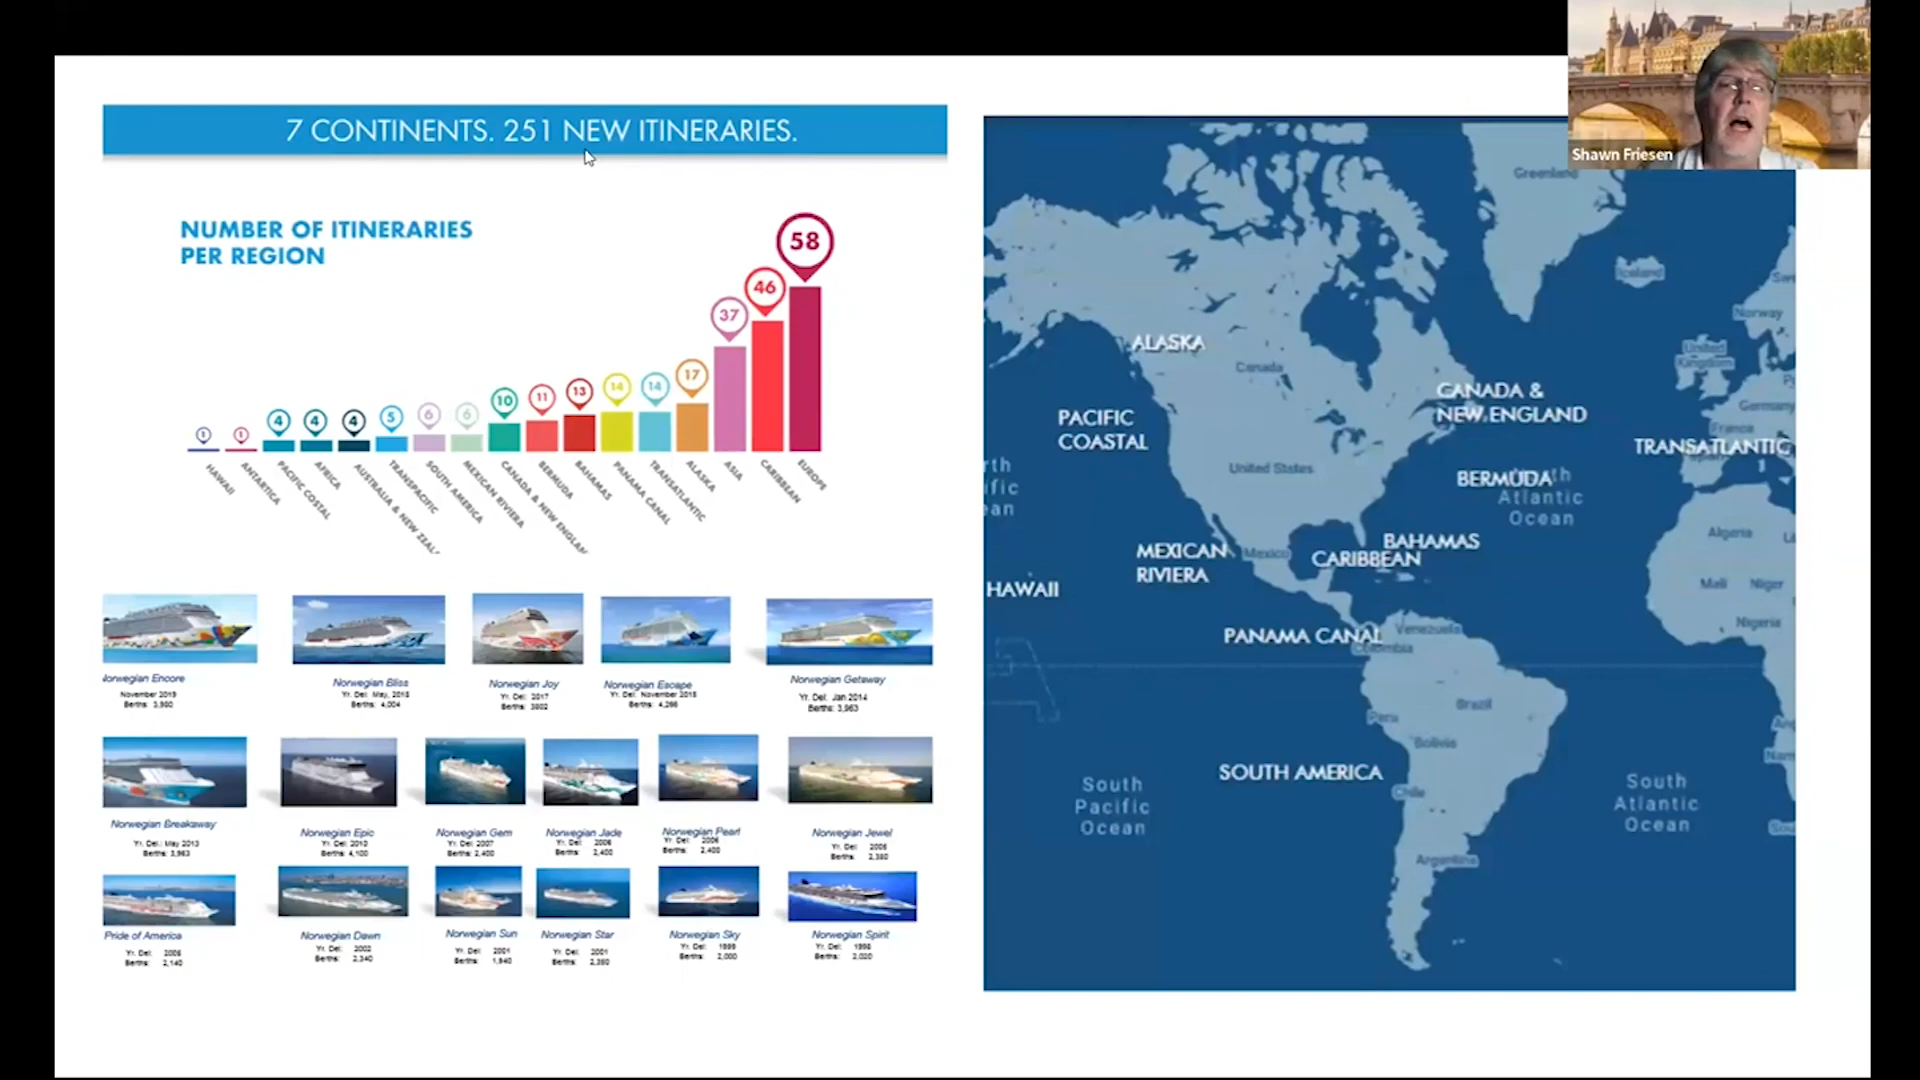 7 CONTINENTS. 251 NEW ITINERARIES.
Shawn Friesen
NUMBER OF ITINERARIES
PER REGION
1
1
4
4
4
5
6
6
10
11
13
14
14
17
37
46
58
HAWAII
ANTARTICA
PACIFIC COSTAL
AFRICA
AUSTRALIA & NEW ZEAL
TRANSPACIFIC
SOUTH AMERICA
MEXICAN RIVIERA
CANADA & NEW ENGLAN
BERMUDA
BAHAMAS
PANAMA CANAL
TRANSATLANTIC
ALASKA
ASIA
CARIBBEAN
EUROPE
Norwegian Encore
November 2019
Norwegian Bliss
Yr. Del: May, 2018
Berths: 4,004
Norwegian Joy
Yr. Del: 2017
Berths: 3802
Norwegian Escape
Yr. Del: November 2015
Berths: 4,266
Norwegian Getaway
Yr. Del: Jan 2014
Berths: 3,963
Norwegian Breakaway
Yr. Del.: May 2013
Berths: 3,963
Norwegian Epic
Yr. Del: 2010
Berths: 4,100
Norwegian Gem
Yr. Del: 2007
Berths: 2,400
Norwegian Jade
Yr. Del: 2006
Berths: 2,400
Norwegian Pearl
Yr. Del: 2006
Berths: 2,400
Norwegian Jewel
Yr. Del: 2005
Berths:
Pride of America
Yr. Del: 2005
Berths: 2,140
Norwegian Dawn
Yr. Del: 2002
Berths: 2,340
Norwegian Sun
Yr. Del: 2001
Berths: 1,940
Norwegian Star
Yr. Del: 2001
Berths:
Norwegian Sky
Yr. Del: 1999
Berths: 2,000
Norwegian Spirit
Yr. Del: 1998
Berths: 2,020
Greenland
Iceland
Norway
United
Kingdom
Germany
France
ALASKA
Canada
CANADA &
NEW ENGLAND
PACIFIC
COASTAL
TRANSATLANTIC
United States
BERMUDA
Atlantic
Ocean
Algeria
BAHAMAS
CARIBBEAN
MEXICAN
RIVIERA
Mexico
Mali
Niger
HAWAII
Nigeria
PANAMA CANAL
Venezuela
Colombia
Brazil
Peru
Bolivia
SOUTH AMERICA
Chile
South
Pacific
Ocean
South
Atlantic
Ocean
Argentina